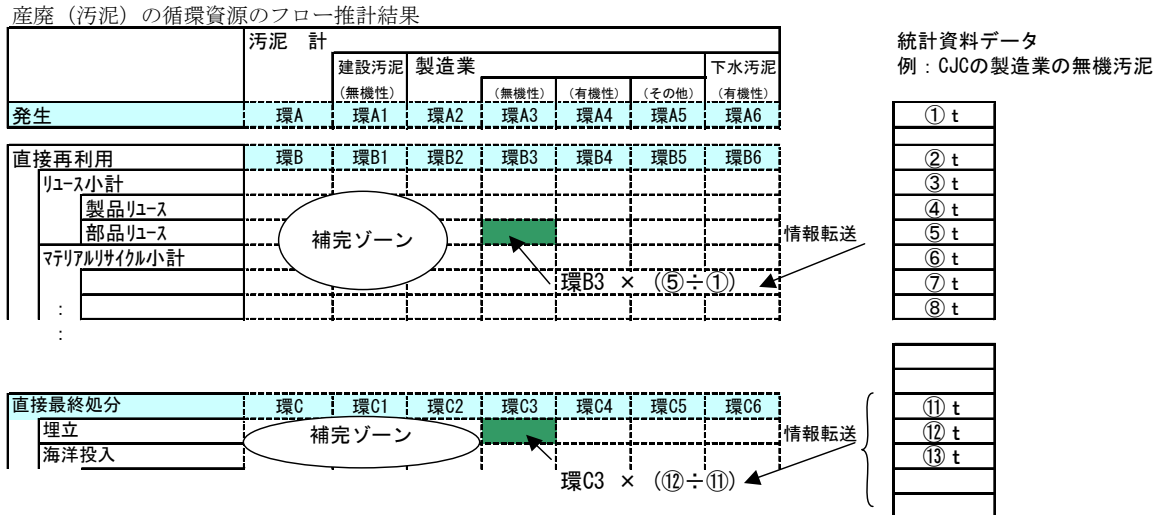 産廃（汚泥）の循環資源のフロー推計結果
汚泥　計
統計資料データ
建設汚泥 製造業 下水汚泥
例：CJCの製造業の無機汚泥
(無機性) (無機性) (有機性) (その他) (有機性)
発生 環A 環A1 環A2 環A3 環A4 環A5 環A6 ① t
直接再利用 環B 環B1 環B2 環B3 環B4 環B5 環B6 ② t
ﾘﾕｰｽ小計 ③ t
製品ﾘﾕｰｽ ④ t
部品ﾘﾕｰｽ 補完ゾーン 情報転送 ⑤ t
ﾏﾃﾘｱﾙﾘｻｲｸﾙ小計 ⑥ t
環B3 × （⑤÷①） ⑦ t
： ⑧ t
：
直接最終処分 環C 環C1 環C2 環C3 環C4 環C5 環C6 ⑪ t
埋立 補完ゾーン 情報転送 ⑫ t
海洋投入 ⑬ t
環C3 × （⑫÷⑪）